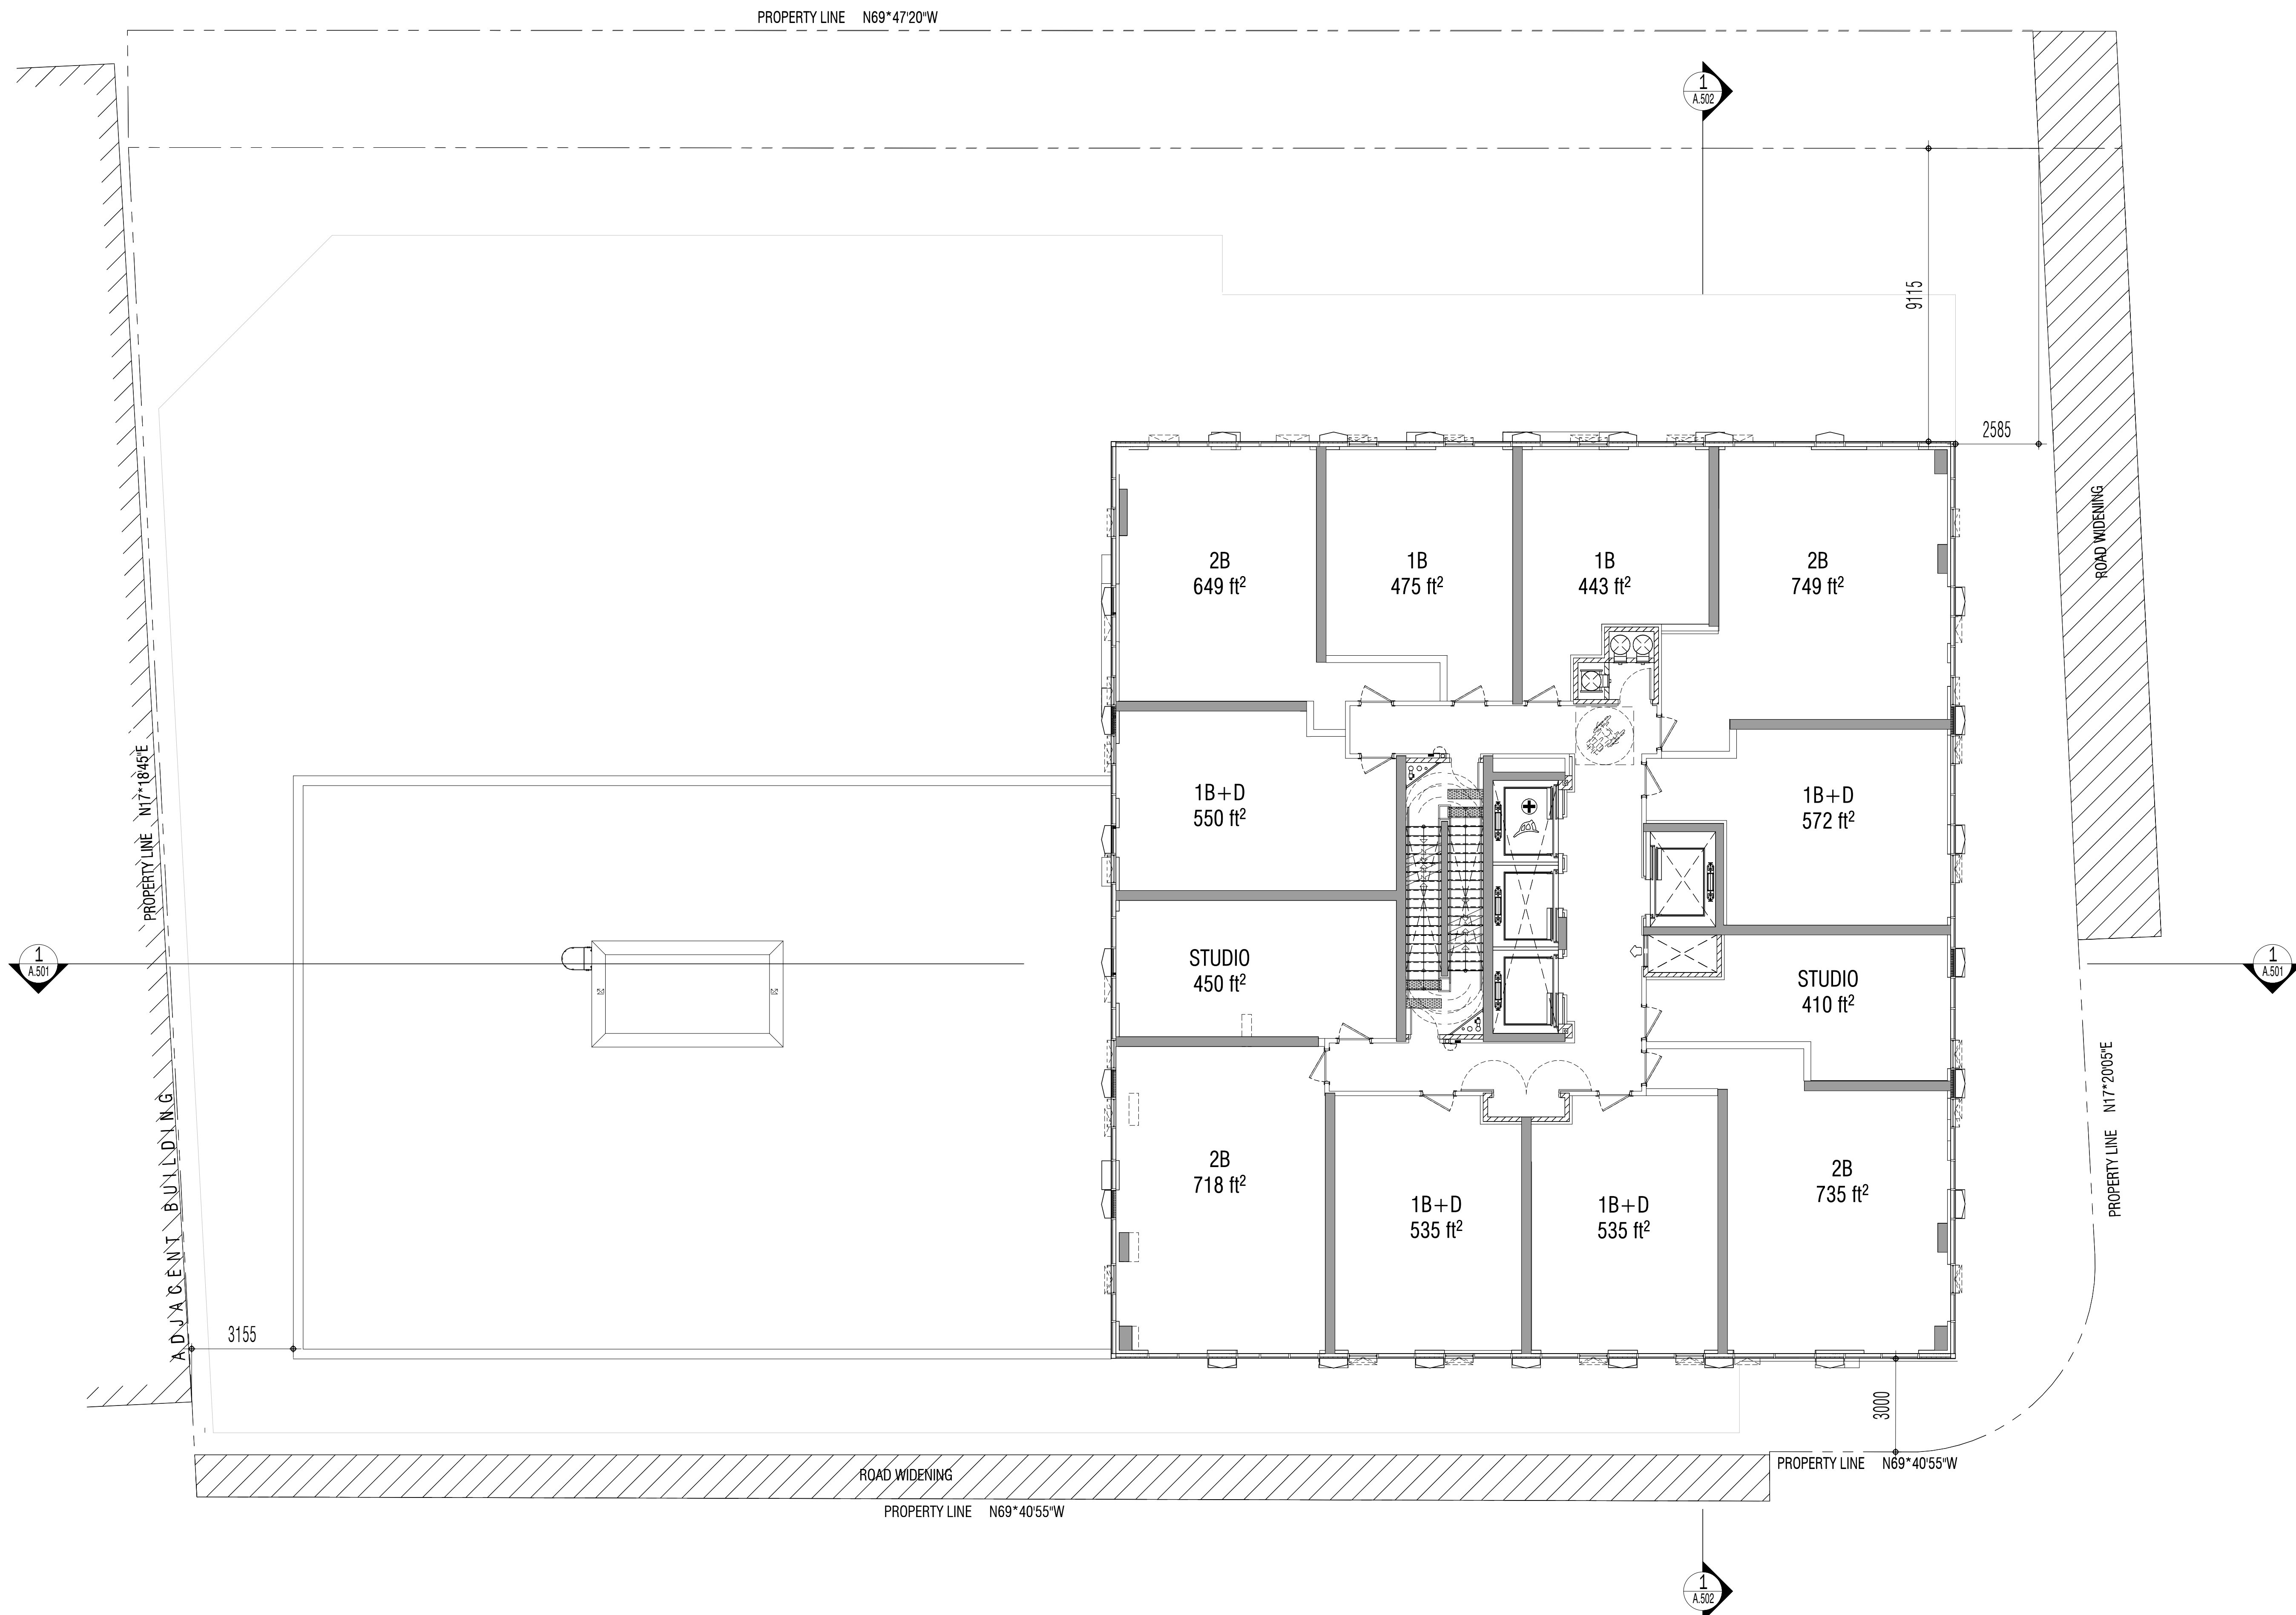 PROPERTY LINE N69*47'20"W
1
A.502
9115
2585
ROAD WIDENING
2B
649 ft²
1B
475 ft²
1B
443 ft²
2B
749 ft²
PROPERTY LINE N17*18'45"E
1B+D
550 ft²
1B+D
572 ft²
1
A.501
STUDIO
450 ft²
STUDIO
410 ft²
1
A.501
ADJACENT BUILDING
PROPERTY LINE N17*20'05"E
2B
718 ft²
1B+D
535 ft²
1B+D
535 ft²
2B
735 ft²
3155
3000
ROAD WIDENING
PROPERTY LINE N69*40'55"W
PROPERTY LINE N69*40'55"W
1
A.502